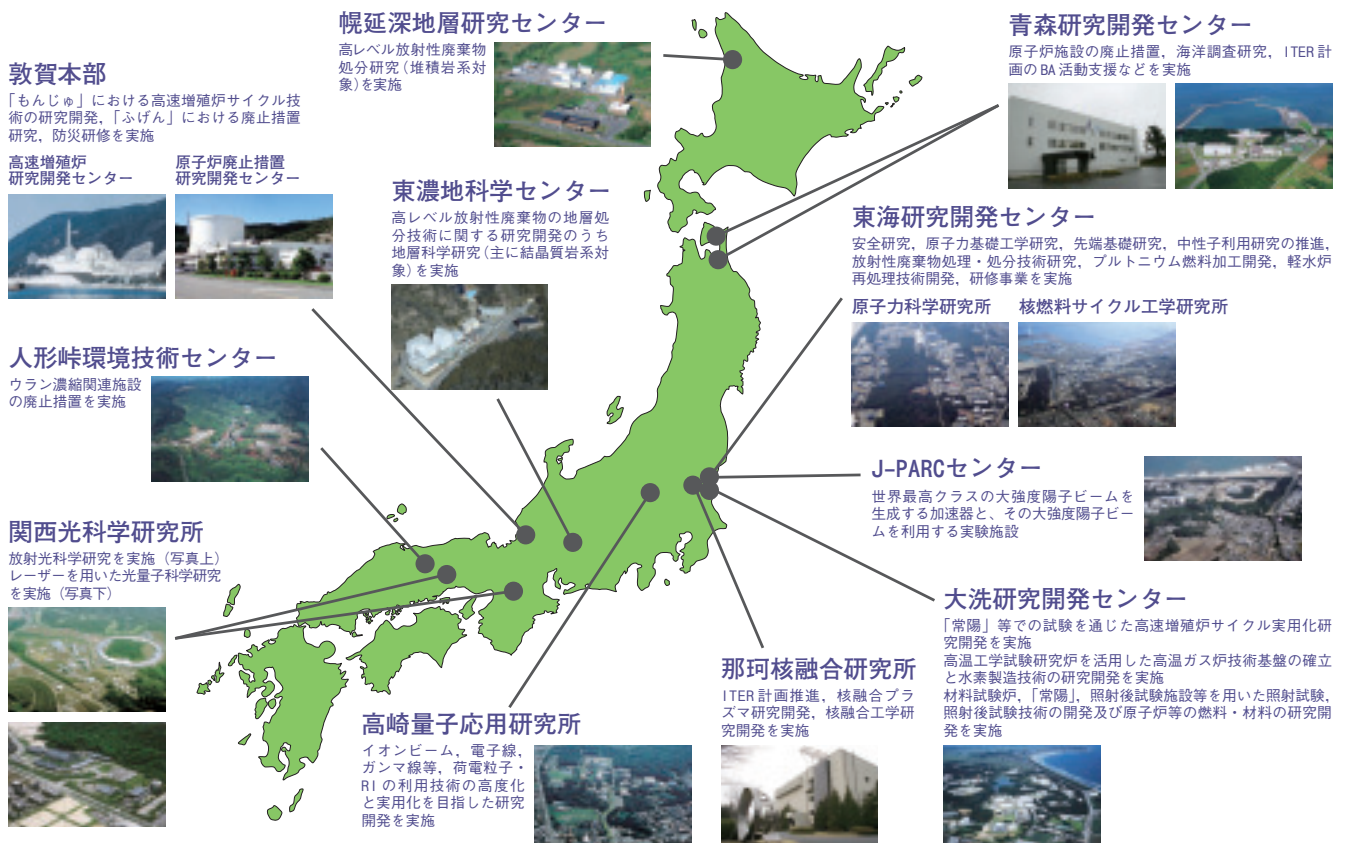 幌延深地層研究センター
高レベル放射性廃棄物
処分研究(堆積岩系対
象)を実施
青森研究開発センター
原子炉施設の廃止措置，海洋調査研究，ITER計
画のBA活動支援などを実施
敦賀本部
「もんじゅ」における高速増殖炉サイクル技
術の研究開発，「ふげん」における廃止措置
研究，防災研修を実施
高速増殖炉
研究開発センター
原子炉廃止措置
研究開発センター
東濃地科学センター
高レベル放射性廃棄物の地層処
分技術に関する研究開発のうち
地層科学研究(主に結晶質岩系対
象)を実施
東海研究開発センター
安全研究，原子力基礎工学研究，先端基礎研究，中性子利用研究の推進，
放射性廃棄物処理・処分技術研究，プルトニウム燃料加工開発，軽水炉
再処理技術開発，研修事業を実施
原子力科学研究所
核燃料サイクル工学研究所
人形峠環境技術センター
ウラン濃縮関連施設
の廃止措置を実施
J-PARCセンター
世界最高クラスの大強度陽子ビームを
生成する加速器と、その大強度陽子ビー
ムを利用する実験施設
関西光科学研究所
放射光科学研究を実施（写真上）
レーザーを用いた光量子科学研究
を実施（写真下）
大洗研究開発センター
「常陽」等での試験を通じた高速増殖炉サイクル実用化研
究開発を実施
高温工学試験研究炉を活用した高温ガス炉技術基盤の確立
と水素製造技術の研究開発を実施
材料試験炉，「常陽」，照射後試験施設等を用いた照射試験，
照射後試験技術の開発及び原子炉等の燃料・材料の研究開
発を実施
那珂核融合研究所
ITER計画推進，核融合プラ
ズマ研究開発，核融合工学研
究開発を実施
高崎量子応用研究所
イオンビーム，電子線，
ガンマ線等，荷電粒子・
RIの利用技術の高度化
と実用化を目指した研究
開発を実施